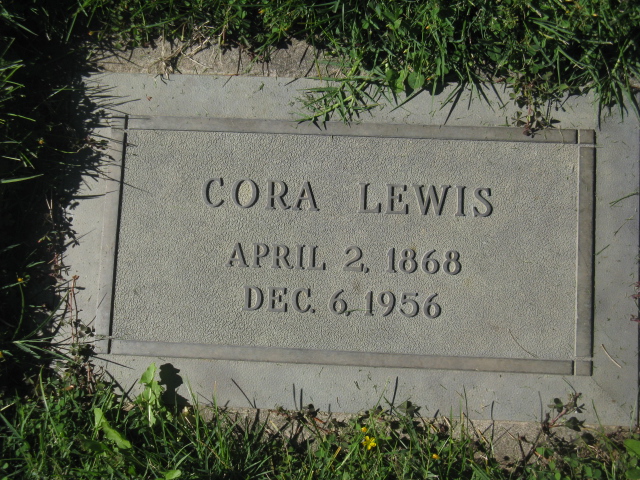 CORA LEWIS
APRIL 2, 1868
DEC. 6, 1956